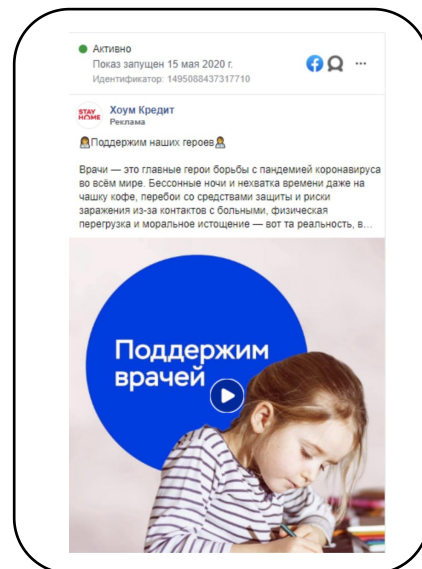 Активно
Показ запущен 15 мая 2020 г.
Идентификатор: 1495088437317710
STAY
HOME
Хоум Кредит
Реклама
Поддержим наших героев
Врачи — это главные герои борьбы с пандемией коронавируса
во всём мире. Бессонные ночи и нехватка времени даже на
чашку кофе, перебои со средствами защиты и риски
заражения из-за контактов с больными, физическая
перегрузка и моральное истощение — вот та реальность, в...
Поддержим
врачей